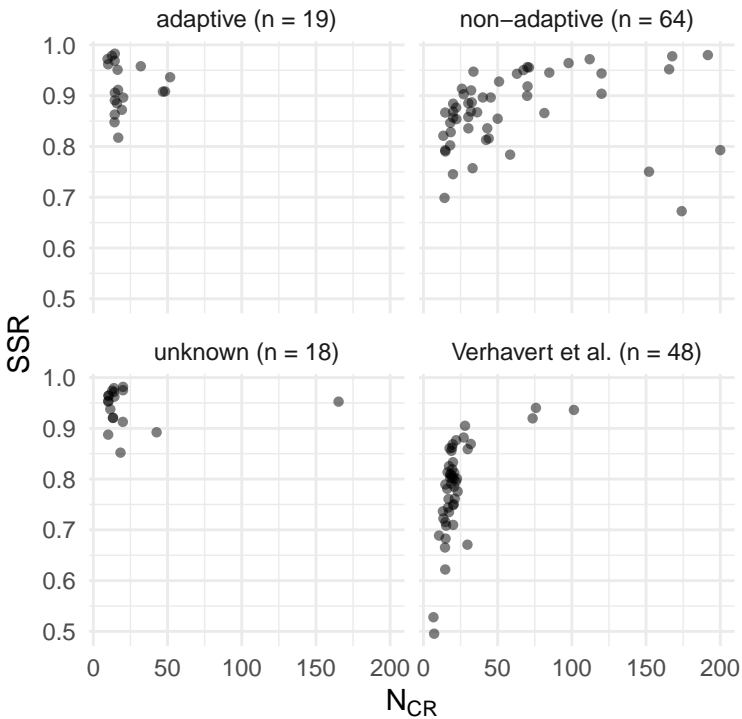 adaptive (n = 19)
non−adaptive (n = 64)
1.0
0.9
0.8
0.7
0.6
0.5
SSR
unknown (n = 18)
Verhavert et al. (n = 48)
1.0
0.9
0.8
0.7
0.6
0.5
0 50 100 150 200 0 50 100 150 200
N_CR